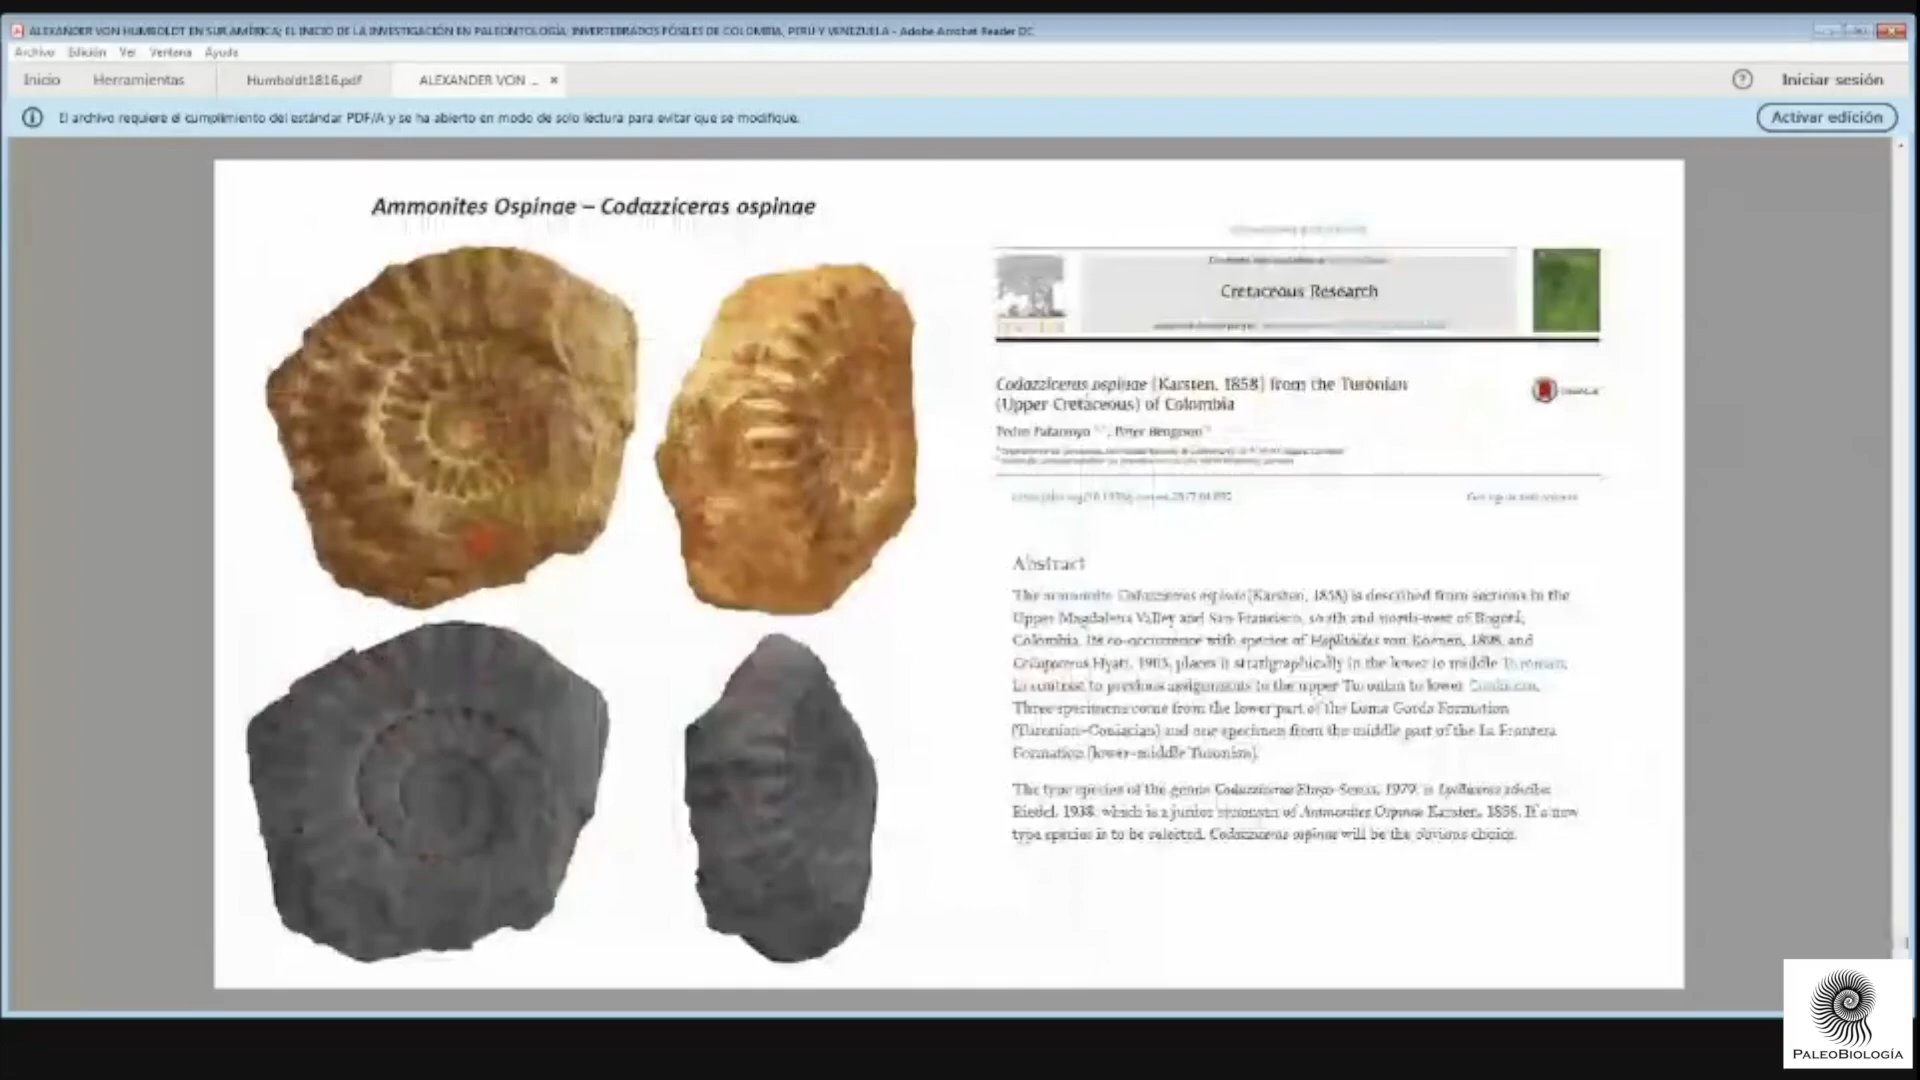 ALEXANDER VON HUMBOLDT EN SUR AMÉRICA; EL INICIO DE LA INVESTIGACIÓN EN PALEONTOLOGÍA, INVERTEBRADOS FÓSILES DE COLOMBIA, PERU Y VENEZUELA - Adobe Acrobat Reader DC
Archivo Edición Ver Ventana Ayuda
Inicio Herramientas Humboldt1816.pdf ALEXANDER VON ... × ? Iniciar sesión
El archivo requiere el cumplimiento del estándar PDF/A y se ha abierto en modo de solo lectura para evitar que se modifique. Activar edición
Ammonites Ospinae – Codazziceras ospinae
Cretaceous Research
Codazziceras ospinae (Karsten, 1858) from the Turonian
(Upper Cretaceous) of Colombia
Pedro Patarroyo, Peter Bengtson
Abstract
The ammonite Codazziceras ospinae (Karsten, 1858) is described from sections in the
Upper Magdalena Valley and San Francisco, south and north-west of Bogotá,
Colombia. Its co-occurrence with species of Hoplitoides von Koenen, 1898, and
Hyatt, 1903, places it stratigraphically in the lower to middle Turonian,
in contrast to previous assignments to the upper Turonian to lower Coniacian.
Three specimens come from the lower part of the Loma Gorda Formation
(Turonian–Coniacian) and one specimen from the middle part of the La Frontera
Formation (lower–middle Turonian).
The type species of the genus Codazziceras Etayo-Serna, 1979, is
Riedel, 1938, which is a junior synonym of Ammonites Ospinae Karsten, 1858. If a new
type species is to be selected, Codazziceras ospinae will be the obvious choice.
PALEOBIOLOGÍA